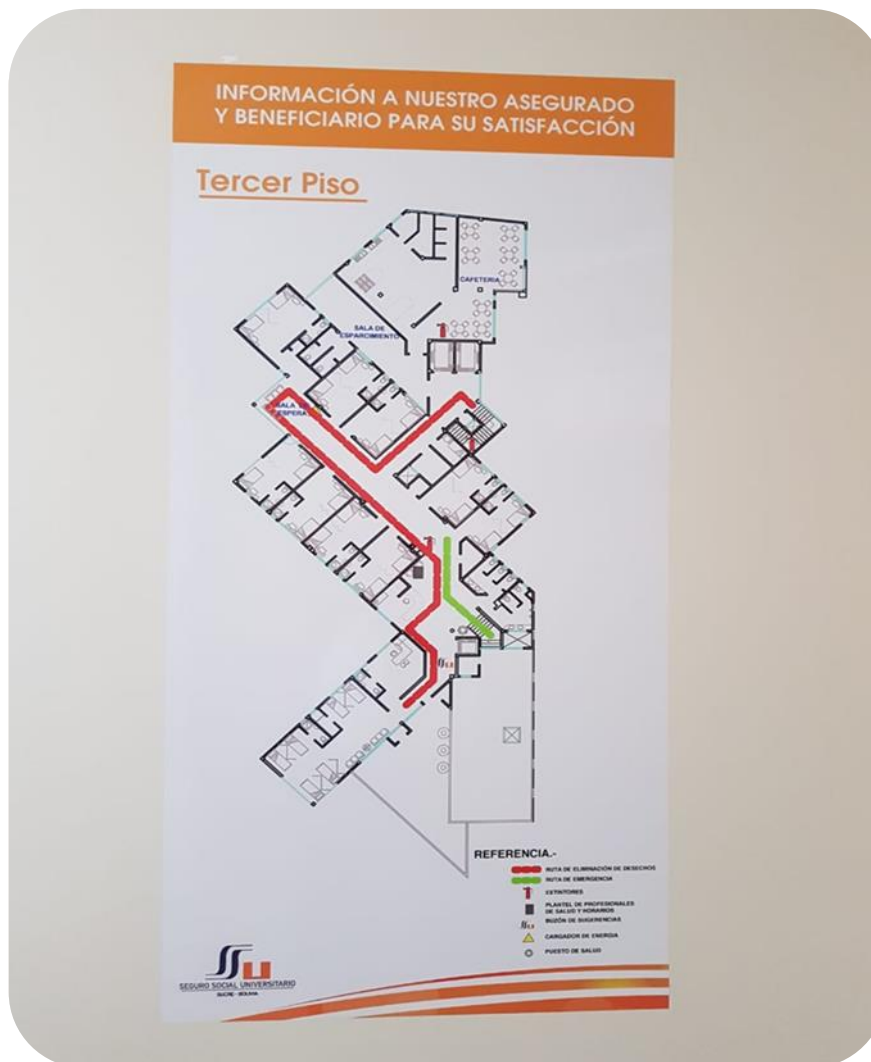 INFORMACIÓN A NUESTRO ASEGURADO
Y BENEFICIARIO PARA SU SATISFACCIÓN
Tercer Piso
CAFETERIA
SALA DE
ESPARCIMIENTO
SALA DE
ESPERA
REFERENCIA.-
RUTA DE ELIMINACIÓN DE DESECHOS
RUTA DE EMERGENCIA
EXTINTORES
PLANTEL DE PROFESIONALES
DE SALUD Y HORARIOS
BUZÓN DE SUGERENCIAS
CARGADOR DE ENERGIA
PUESTO DE SALUD
SSU
SEGURO SOCIAL UNIVERSITARIO
SUCRE - BOLIVIA